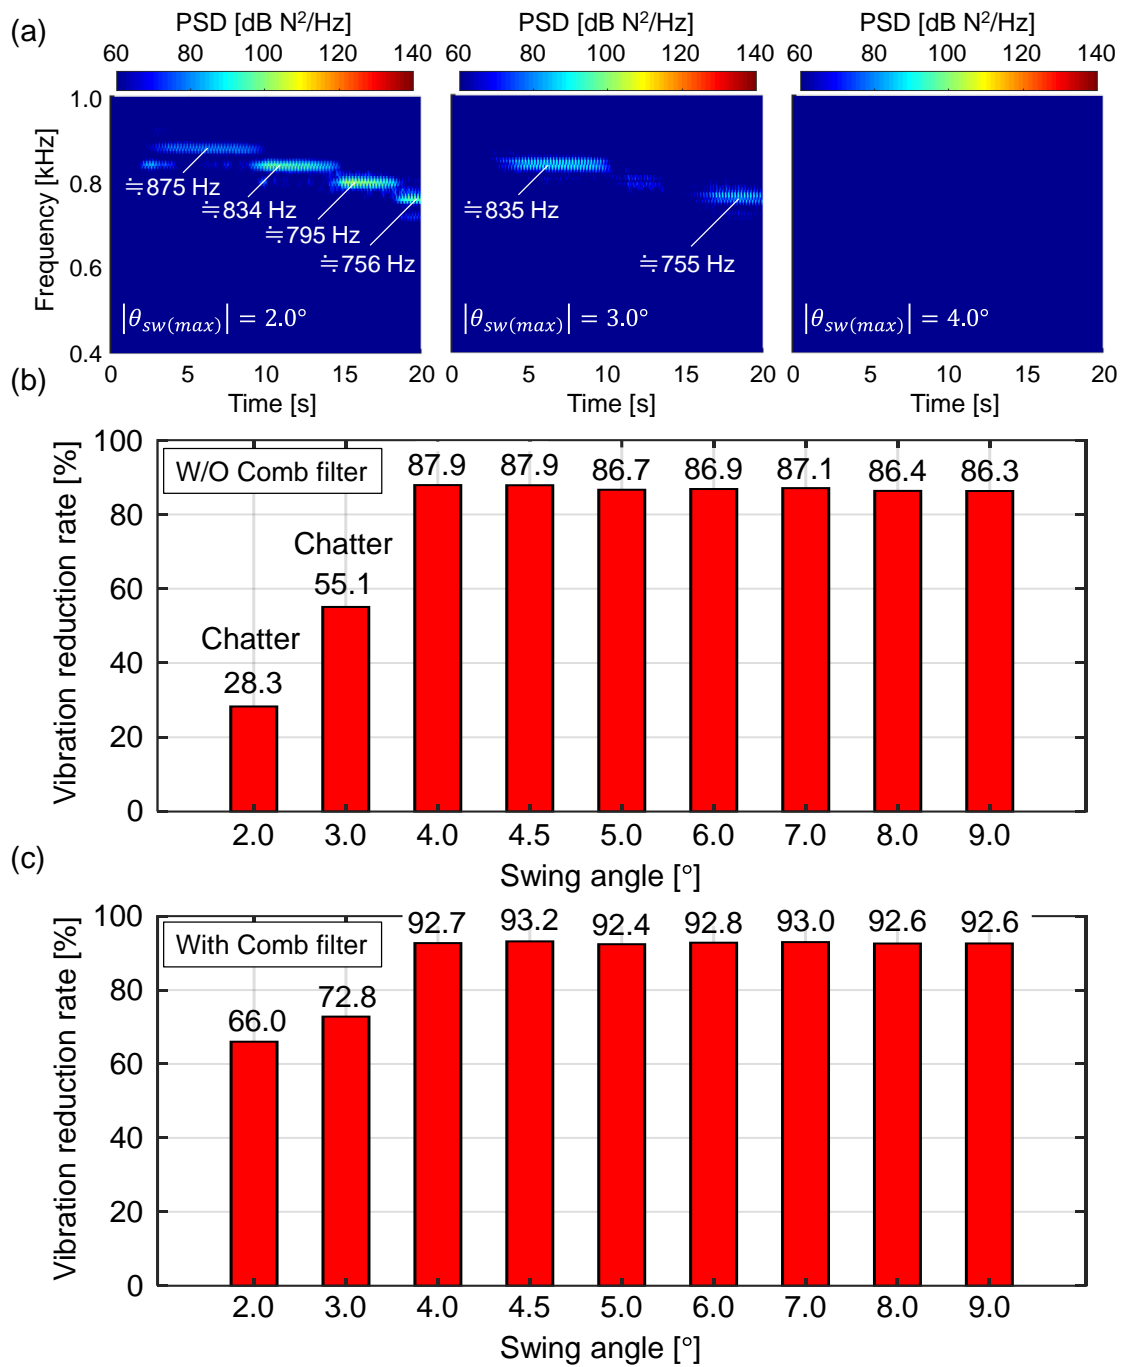 (a)
PSD [dB N²/Hz] PSD [dB N²/Hz] PSD [dB N²/Hz]
60 80 100 120 140 60 80 100 120 140 60 80 100 120 140
1.0
0.8
0.6
0.4
Frequency [kHz]
≒875 Hz
≒834 Hz
≒795 Hz
≒756 Hz
|θsw(max)| = 2.0°
≒835 Hz
≒755 Hz
|θsw(max)| = 3.0°
|θsw(max)| = 4.0°
0 5 10 15 20 0 5 10 15 20 0 5 10 15 20
Time [s] Time [s] Time [s]
(b)
Vibration reduction rate [%]
100
80
60
40
20
0
W/O Comb filter
Chatter
28.3
Chatter
55.1
87.9 87.9 86.7 86.9 87.1 86.4 86.3
2.0 3.0 4.0 4.5 5.0 6.0 7.0 8.0 9.0
Swing angle [°]
(c)
Vibration reduction rate [%]
100
80
60
40
20
0
With Comb filter
66.0 72.8 92.7 93.2 92.4 92.8 93.0 92.6 92.6
2.0 3.0 4.0 4.5 5.0 6.0 7.0 8.0 9.0
Swing angle [°]